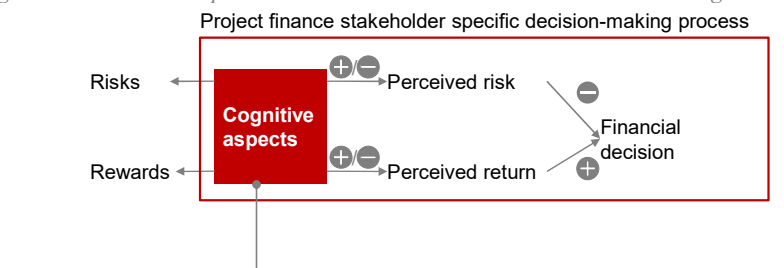 Project finance stakeholder specific decision-making process
Risks
+/−
Perceived risk
Cognitive
aspects
−
Financial
decision
Rewards
+/−
Perceived return
+